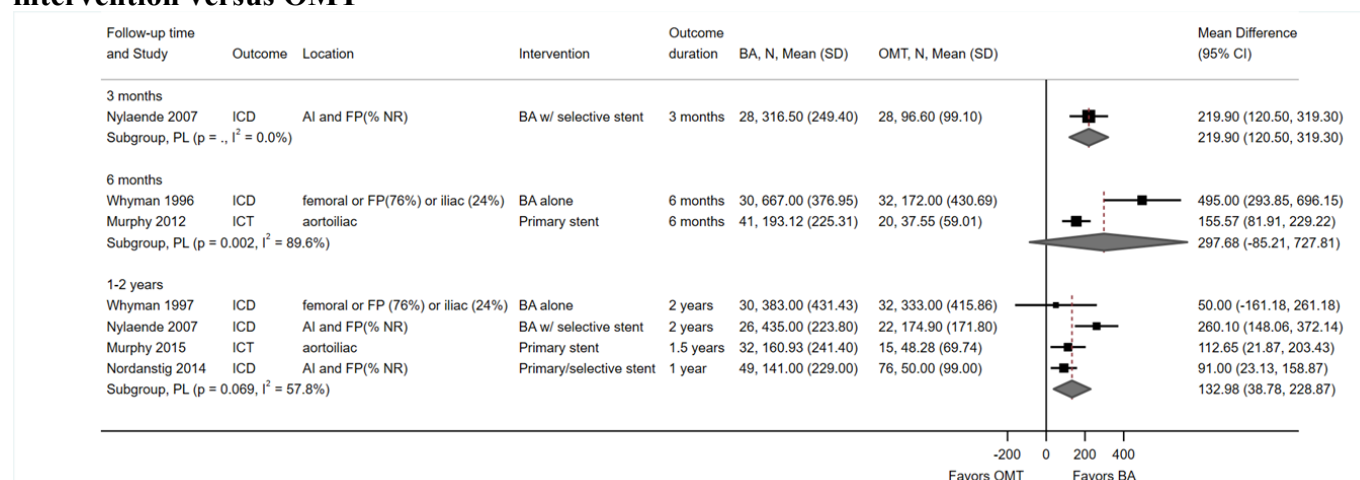 intervention versus OMT
Follow-up time Outcome Mean Difference
and Study Outcome Location Intervention duration BA, N, Mean (SD) OMT, N, Mean (SD) (95% CI)
3 months
Nylaende 2007 ICD AI and FP(% NR) BA w/ selective stent 3 months 28, 316.50 (249.40) 28, 96.60 (99.10) 219.90 (120.50, 319.30)
Subgroup, PL (p = ., I² = 0.0%) 219.90 (120.50, 319.30)
6 months
Whyman 1996 ICD femoral or FP(76%) or iliac (24%) BA alone 6 months 30, 667.00 (376.95) 32, 172.00 (430.69) 495.00 (293.85, 696.15)
Murphy 2012 ICT aortoiliac Primary stent 6 months 41, 193.12 (225.31) 20, 37.55 (59.01) 155.57 (81.91, 229.22)
Subgroup, PL (p = 0.002, I² = 89.6%) 297.68 (-85.21, 727.81)
1-2 years
Whyman 1997 ICD femoral or FP (76%) or iliac (24%) BA alone 2 years 30, 383.00 (431.43) 32, 333.00 (415.86) 50.00 (-161.18, 261.18)
Nylaende 2007 ICD AI and FP(% NR) BA w/ selective stent 2 years 26, 435.00 (223.80) 22, 174.90 (171.80) 260.10 (148.06, 372.14)
Murphy 2015 ICT aortoiliac Primary stent 1.5 years 32, 160.93 (241.40) 15, 48.28 (69.74) 112.65 (21.87, 203.43)
Nordanstig 2014 ICD AI and FP(% NR) Primary/selective stent 1 year 49, 141.00 (229.00) 76, 50.00 (99.00) 91.00 (23.13, 158.87)
Subgroup, PL (p = 0.069, I² = 57.8%) 132.98 (38.78, 228.87)
-200 0 200 400
Favors OMT Favors BA